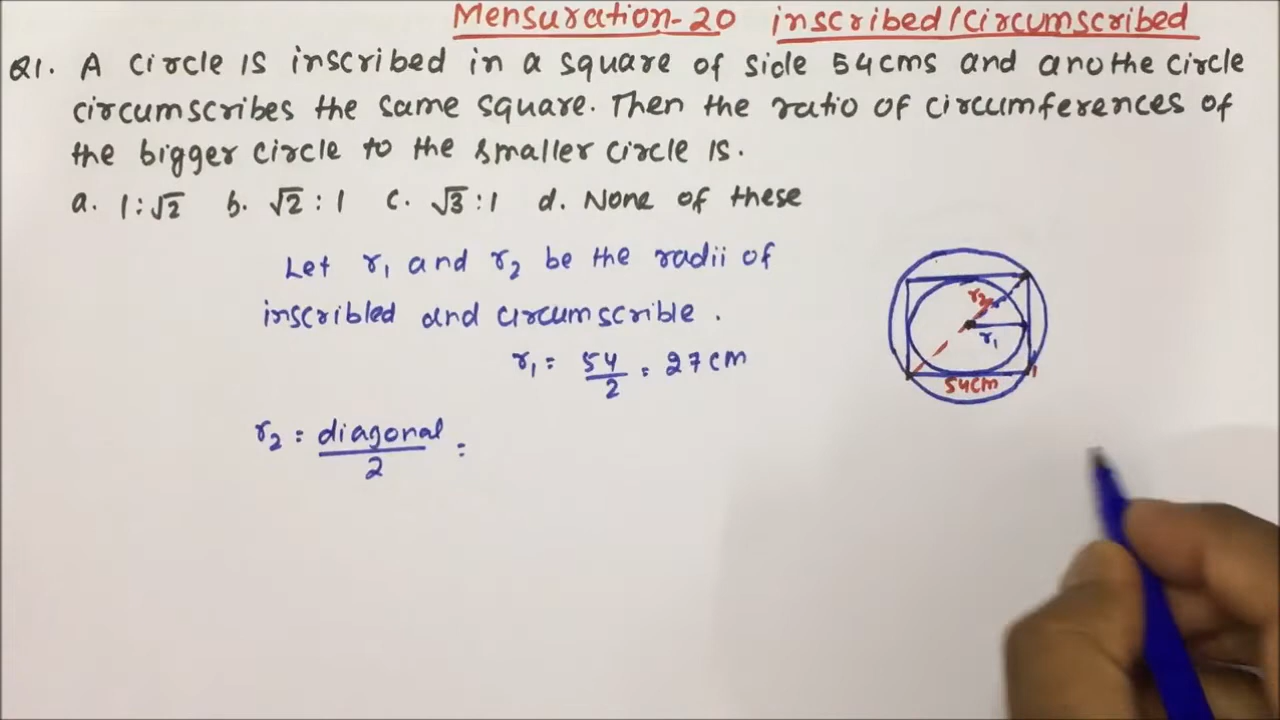 Mensuration-20 inscribed/Circumscribed
Q1. A Circle is inscribed in a square of side 54cms and anothe circle
circumscribes the same square. Then the ratio of circumferences of
the bigger circle to the smaller circle is.
a. 1:√2 b. √2:1 c. √3:1 d. None of these
Let r₁ and r₂ be the radii of
inscribled and circumscrible.
r₁ = 54/2 = 27cm
r₂ = diagonal/2 =
r₂
r₁
54cm